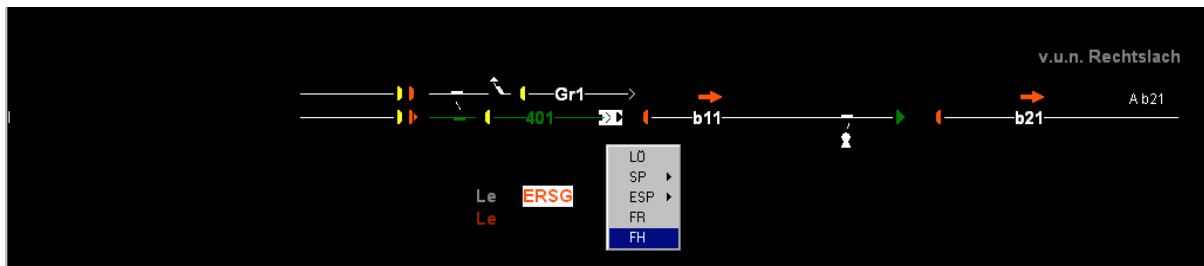 v.u.n. Rechtslach
Gr1
A b21
401
b11
b21
LÖ
SP
ESP
FR
FH
Le
ERSG
Le